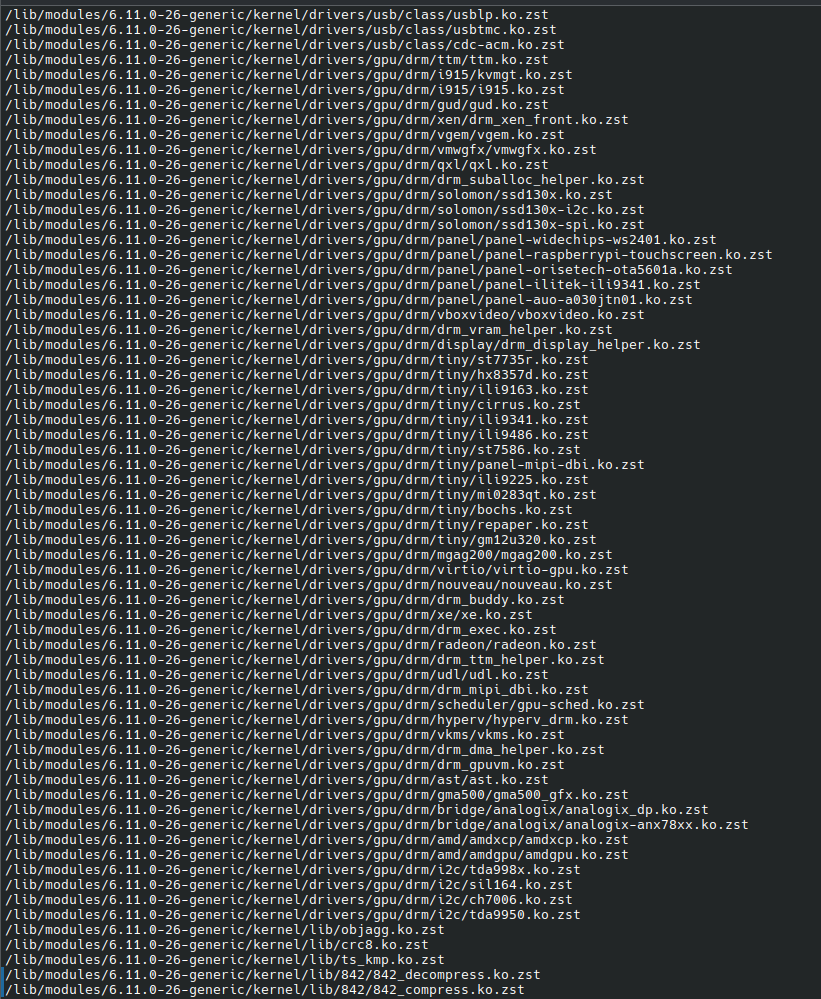 /lib/modules/6.11.0-26-generic/kernel/drivers/usb/class/usblp.ko.zst
/lib/modules/6.11.0-26-generic/kernel/drivers/usb/class/usbtmc.ko.zst
/lib/modules/6.11.0-26-generic/kernel/drivers/usb/class/cdc-acm.ko.zst
/lib/modules/6.11.0-26-generic/kernel/drivers/gpu/drm/ttm/ttm.ko.zst
/lib/modules/6.11.0-26-generic/kernel/drivers/gpu/drm/i915/kvmgt.ko.zst
/lib/modules/6.11.0-26-generic/kernel/drivers/gpu/drm/i915/i915.ko.zst
/lib/modules/6.11.0-26-generic/kernel/drivers/gpu/drm/gud/gud.ko.zst
/lib/modules/6.11.0-26-generic/kernel/drivers/gpu/drm/xen/drm_xen_front.ko.zst
/lib/modules/6.11.0-26-generic/kernel/drivers/gpu/drm/vgem/vgem.ko.zst
/lib/modules/6.11.0-26-generic/kernel/drivers/gpu/drm/vmwgfx/vmwgfx.ko.zst
/lib/modules/6.11.0-26-generic/kernel/drivers/gpu/drm/qxl/qxl.ko.zst
/lib/modules/6.11.0-26-generic/kernel/drivers/gpu/drm/drm_suballoc_helper.ko.zst
/lib/modules/6.11.0-26-generic/kernel/drivers/gpu/drm/solomon/ssd130x.ko.zst
/lib/modules/6.11.0-26-generic/kernel/drivers/gpu/drm/solomon/ssd130x-i2c.ko.zst
/lib/modules/6.11.0-26-generic/kernel/drivers/gpu/drm/solomon/ssd130x-spi.ko.zst
/lib/modules/6.11.0-26-generic/kernel/drivers/gpu/drm/panel/panel-widechips-ws2401.ko.zst
/lib/modules/6.11.0-26-generic/kernel/drivers/gpu/drm/panel/panel-raspberrypi-touchscreen.ko.zst
/lib/modules/6.11.0-26-generic/kernel/drivers/gpu/drm/panel/panel-orisetech-ota5601a.ko.zst
/lib/modules/6.11.0-26-generic/kernel/drivers/gpu/drm/panel/panel-ilitek-ili9341.ko.zst
/lib/modules/6.11.0-26-generic/kernel/drivers/gpu/drm/panel/panel-auo-a030jtn01.ko.zst
/lib/modules/6.11.0-26-generic/kernel/drivers/gpu/drm/vboxvideo/vboxvideo.ko.zst
/lib/modules/6.11.0-26-generic/kernel/drivers/gpu/drm/drm_vram_helper.ko.zst
/lib/modules/6.11.0-26-generic/kernel/drivers/gpu/drm/display/drm_display_helper.ko.zst
/lib/modules/6.11.0-26-generic/kernel/drivers/gpu/drm/tiny/st7735r.ko.zst
/lib/modules/6.11.0-26-generic/kernel/drivers/gpu/drm/tiny/hx8357d.ko.zst
/lib/modules/6.11.0-26-generic/kernel/drivers/gpu/drm/tiny/ili9163.ko.zst
/lib/modules/6.11.0-26-generic/kernel/drivers/gpu/drm/tiny/cirrus.ko.zst
/lib/modules/6.11.0-26-generic/kernel/drivers/gpu/drm/tiny/ili9341.ko.zst
/lib/modules/6.11.0-26-generic/kernel/drivers/gpu/drm/tiny/ili9486.ko.zst
/lib/modules/6.11.0-26-generic/kernel/drivers/gpu/drm/tiny/st7586.ko.zst
/lib/modules/6.11.0-26-generic/kernel/drivers/gpu/drm/tiny/panel-mipi-dbi.ko.zst
/lib/modules/6.11.0-26-generic/kernel/drivers/gpu/drm/tiny/ili9225.ko.zst
/lib/modules/6.11.0-26-generic/kernel/drivers/gpu/drm/tiny/mi0283qt.ko.zst
/lib/modules/6.11.0-26-generic/kernel/drivers/gpu/drm/tiny/bochs.ko.zst
/lib/modules/6.11.0-26-generic/kernel/drivers/gpu/drm/tiny/repaper.ko.zst
/lib/modules/6.11.0-26-generic/kernel/drivers/gpu/drm/tiny/gm12u320.ko.zst
/lib/modules/6.11.0-26-generic/kernel/drivers/gpu/drm/mgag200/mgag200.ko.zst
/lib/modules/6.11.0-26-generic/kernel/drivers/gpu/drm/virtio/virtio-gpu.ko.zst
/lib/modules/6.11.0-26-generic/kernel/drivers/gpu/drm/nouveau/nouveau.ko.zst
/lib/modules/6.11.0-26-generic/kernel/drivers/gpu/drm/drm_buddy.ko.zst
/lib/modules/6.11.0-26-generic/kernel/drivers/gpu/drm/xe/xe.ko.zst
/lib/modules/6.11.0-26-generic/kernel/drivers/gpu/drm/drm_exec.ko.zst
/lib/modules/6.11.0-26-generic/kernel/drivers/gpu/drm/radeon/radeon.ko.zst
/lib/modules/6.11.0-26-generic/kernel/drivers/gpu/drm/drm_ttm_helper.ko.zst
/lib/modules/6.11.0-26-generic/kernel/drivers/gpu/drm/udl/udl.ko.zst
/lib/modules/6.11.0-26-generic/kernel/drivers/gpu/drm/drm_mipi_dbi.ko.zst
/lib/modules/6.11.0-26-generic/kernel/drivers/gpu/drm/scheduler/gpu-sched.ko.zst
/lib/modules/6.11.0-26-generic/kernel/drivers/gpu/drm/hyperv/hyperv_drm.ko.zst
/lib/modules/6.11.0-26-generic/kernel/drivers/gpu/drm/vkms/vkms.ko.zst
/lib/modules/6.11.0-26-generic/kernel/drivers/gpu/drm/drm_dma_helper.ko.zst
/lib/modules/6.11.0-26-generic/kernel/drivers/gpu/drm/drm_gpuvm.ko.zst
/lib/modules/6.11.0-26-generic/kernel/drivers/gpu/drm/ast/ast.ko.zst
/lib/modules/6.11.0-26-generic/kernel/drivers/gpu/drm/gma500/gma500_gfx.ko.zst
/lib/modules/6.11.0-26-generic/kernel/drivers/gpu/drm/bridge/analogix/analogix_dp.ko.zst
/lib/modules/6.11.0-26-generic/kernel/drivers/gpu/drm/bridge/analogix/analogix-anx78xx.ko.zst
/lib/modules/6.11.0-26-generic/kernel/drivers/gpu/drm/amd/amdxcp/amdxcp.ko.zst
/lib/modules/6.11.0-26-generic/kernel/drivers/gpu/drm/amd/amdgpu/amdgpu.ko.zst
/lib/modules/6.11.0-26-generic/kernel/drivers/gpu/drm/i2c/tda998x.ko.zst
/lib/modules/6.11.0-26-generic/kernel/drivers/gpu/drm/i2c/sil164.ko.zst
/lib/modules/6.11.0-26-generic/kernel/drivers/gpu/drm/i2c/ch7006.ko.zst
/lib/modules/6.11.0-26-generic/kernel/drivers/gpu/drm/i2c/tda9950.ko.zst
/lib/modules/6.11.0-26-generic/kernel/lib/objagg.ko.zst
/lib/modules/6.11.0-26-generic/kernel/lib/crc8.ko.zst
/lib/modules/6.11.0-26-generic/kernel/lib/ts_kmp.ko.zst
/lib/modules/6.11.0-26-generic/kernel/lib/842/842_decompress.ko.zst
/lib/modules/6.11.0-26-generic/kernel/lib/842/842_compress.ko.zst